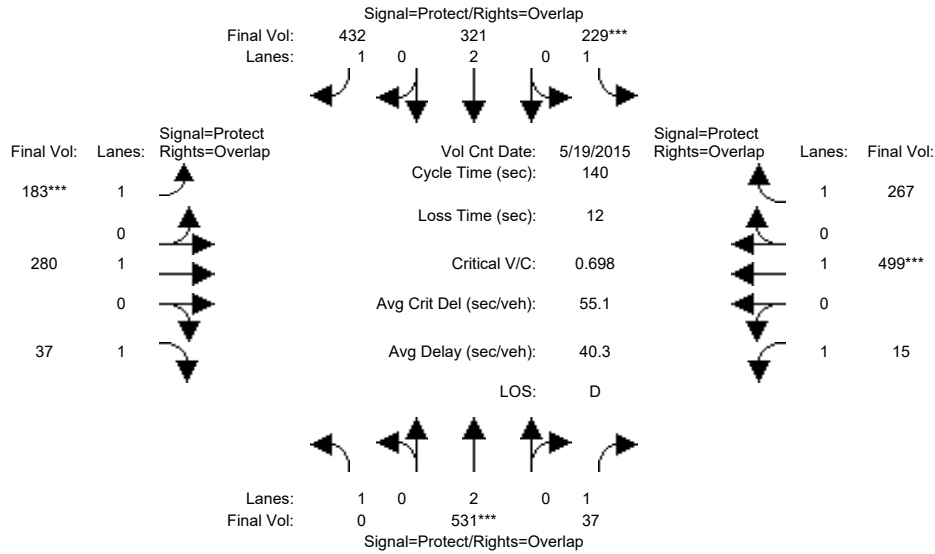 Signal=Protect/Rights=Overlap
Final Vol: 432 321 229***
Lanes: 1 0 2 0 1
Signal=Protect
Final Vol: Lanes: Rights=Overlap
Vol Cnt Date: 5/19/2015
Signal=Protect
Rights=Overlap Lanes: Final Vol:
Cycle Time (sec): 140
183*** 1
1 267
Loss Time (sec): 12
0
0
280 1
Critical V/C: 0.698
1 499***
0
Avg Crit Del (sec/veh): 55.1
0
37 1
Avg Delay (sec/veh): 40.3
1 15
LOS: D
Lanes: 1 0 2 0 1
Final Vol: 0 531*** 37
Signal=Protect/Rights=Overlap